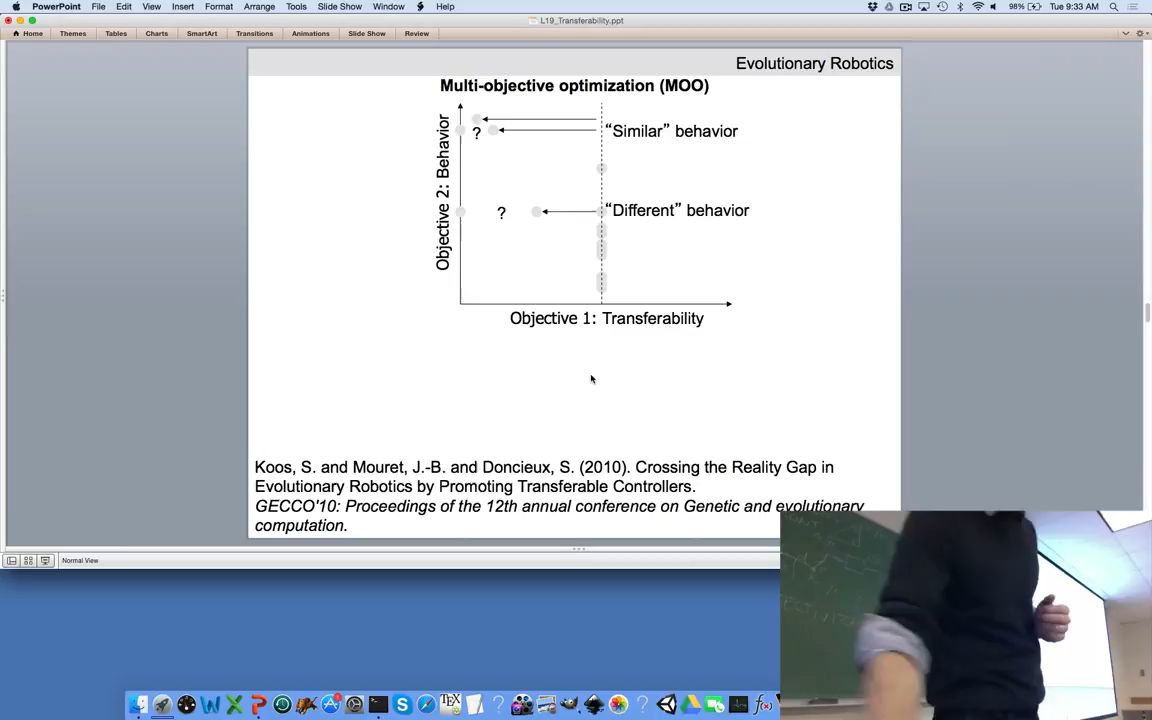 PowerPoint File Edit View Insert Format Arrange Tools Slide Show Window Help 98% Tue 9:33 AM
L19_Transferability.ppt
Home Themes Tables Charts SmartArt Transitions Animations Slide Show Review
Evolutionary Robotics
Multi-objective optimization (MOO)
Objective 2: Behavior
?
“Similar” behavior
?
“Different” behavior
Objective 1: Transferability
Koos, S. and Mouret, J.-B. and Doncieux, S. (2010). Crossing the Reality Gap in
Evolutionary Robotics by Promoting Transferable Controllers.
GECCO'10: Proceedings of the 12th annual conference on Genetic and evolutionary
computation.
Normal View